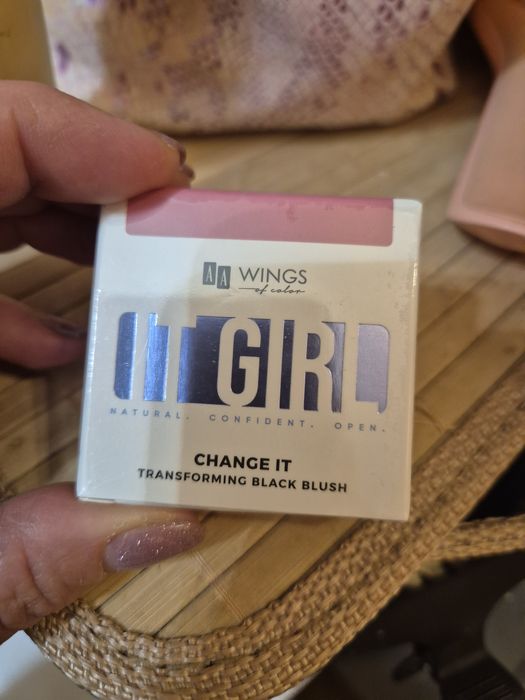 AA WINGS
of color
IT GIRL
NATURAL. CONFIDENT. OPEN.
CHANGE IT
TRANSFORMING BLACK BLUSH